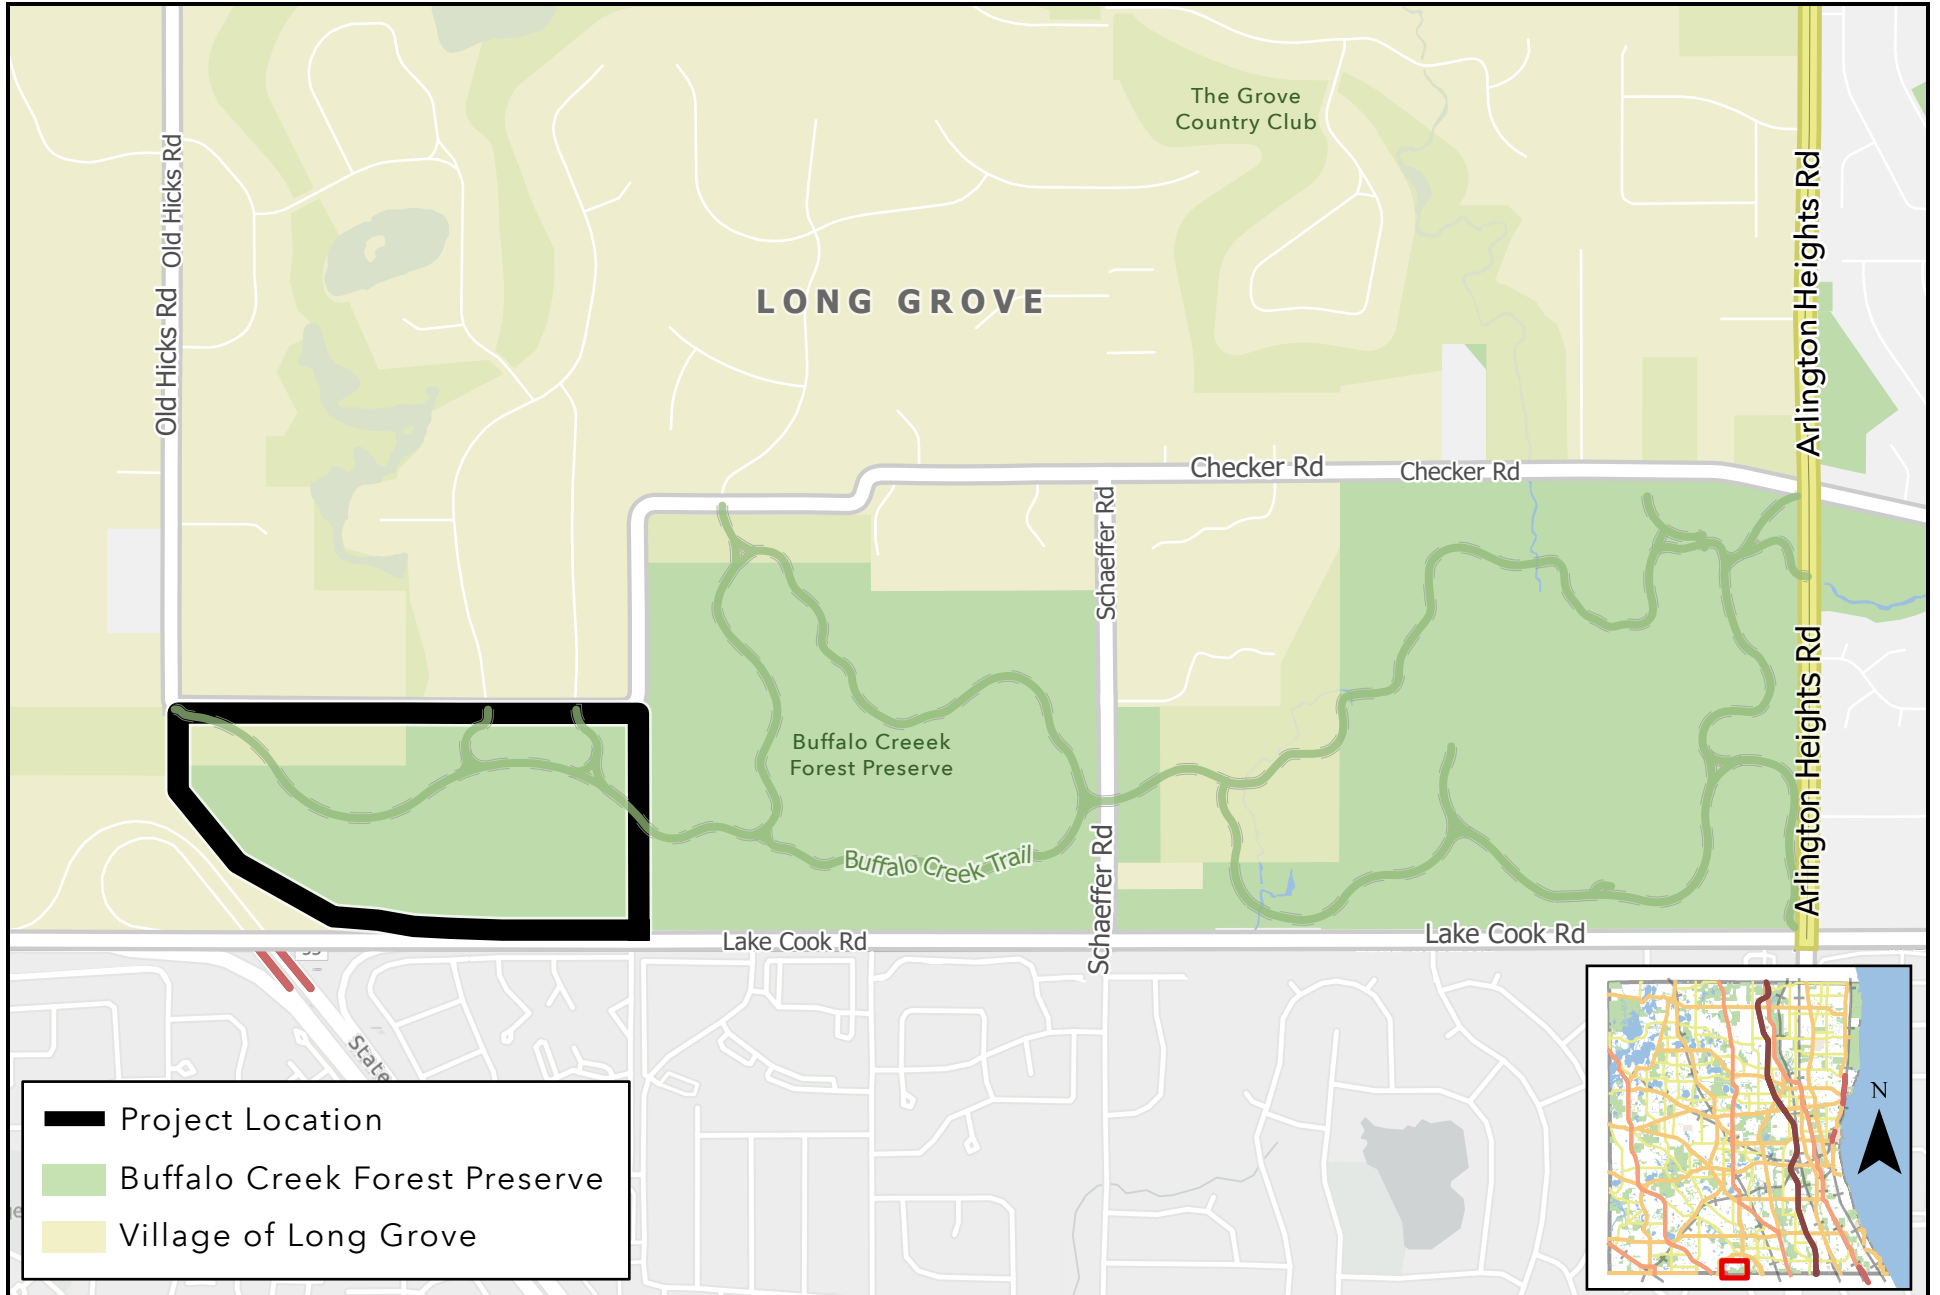 The Grove
Country Club
Old Hicks Rd
Old Hicks Rd
Arlington Heights Rd
LONG GROVE
Checker Rd
Checker Rd
Schaeffer Rd
Arlington Heights Rd
Buffalo Creeek
Forest Preserve
Buffalo Creek Trail
Schaeffer Rd
Lake Cook Rd
Lake Cook Rd
State
N
Project Location
Buffalo Creek Forest Preserve
Village of Long Grove